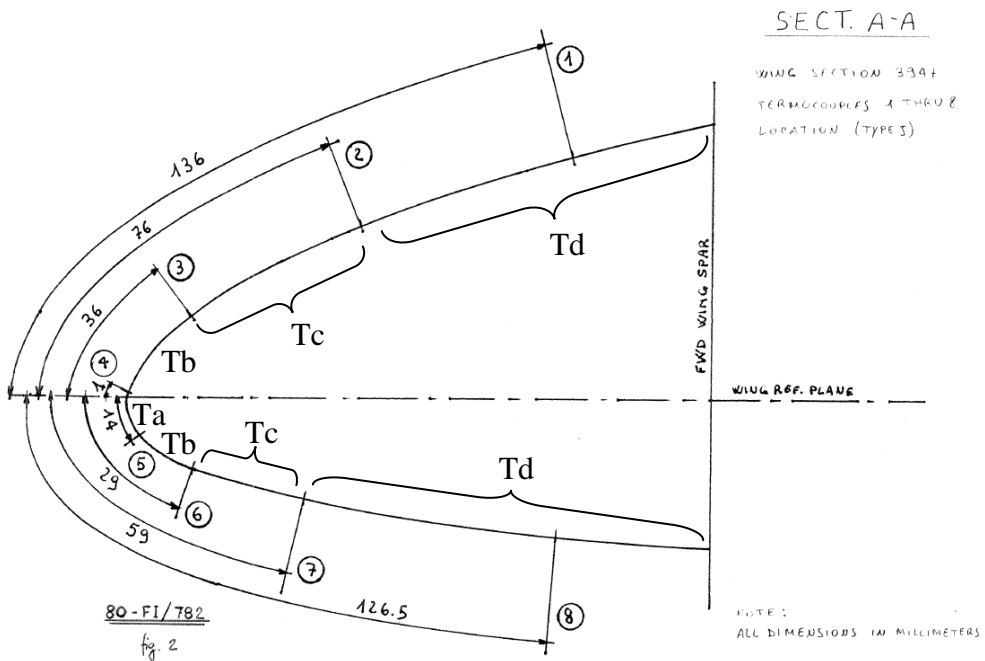 SECT. A-A
WING SECTION 394+
TERMOCOUPLES 1 THRU 8
LOCATION (TYPE J)
1
136
2
76
Td
3
36
Tc
FWD WING SPAR
4
Tb
WING REF. PLANE
Ta
14
Tc
Tb
5
Td
29
6
59
7
126.5
8
80-FI/782
fig. 2
NOTE:
ALL DIMENSIONS IN MILLIMETERS